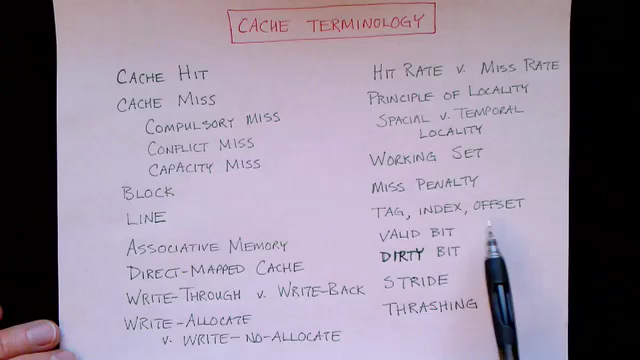 CACHE TERMINOLOGY
CACHE HIT
CACHE MISS
COMPULSORY MISS
CONFLICT MISS
CAPACITY MISS
BLOCK
LINE
ASSOCIATIVE MEMORY
DIRECT-MAPPED CACHE
WRITE-THROUGH V. WRITE-BACK
WRITE-ALLOCATE
V. WRITE-NO-ALLOCATE
HIT RATE V. MISS RATE
PRINCIPLE OF LOCALITY
SPACIAL V. TEMPORAL
LOCALITY
WORKING SET
MISS PENALTY
TAG, INDEX, OFFSET
VALID BIT
DIRTY BIT
STRIDE
THRASHING